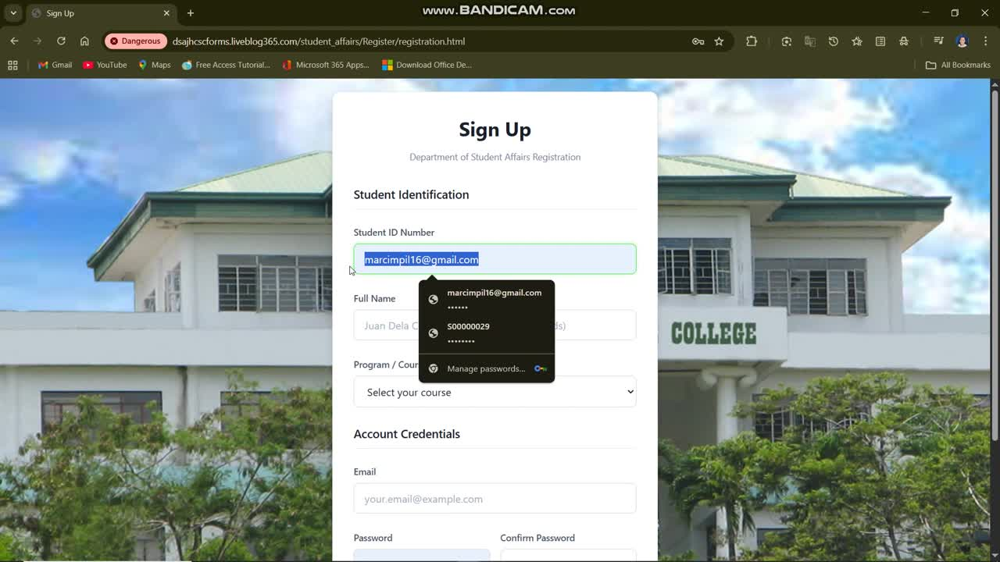 www.BANDICAM.com
Sign Up
Dangerous
dsajhcscforms.liveblog365.com/student_affairs/Register/registration.html
Gmail
YouTube
Maps
Free Access Tutorial...
Microsoft 365 Apps...
Download Office De...
All Bookmarks
Sign Up
Department of Student Affairs Registration
Student Identification
Student ID Number
marcimpil16@gmail.com
marcimpil16@gmail.com
••••••
S00000029
••••••••
Manage passwords...
Full Name
Juan Dela C
ds)
Program / Cour
Select your course
Account Credentials
Email
your.email@example.com
Password
Confirm Password
COLLEGE